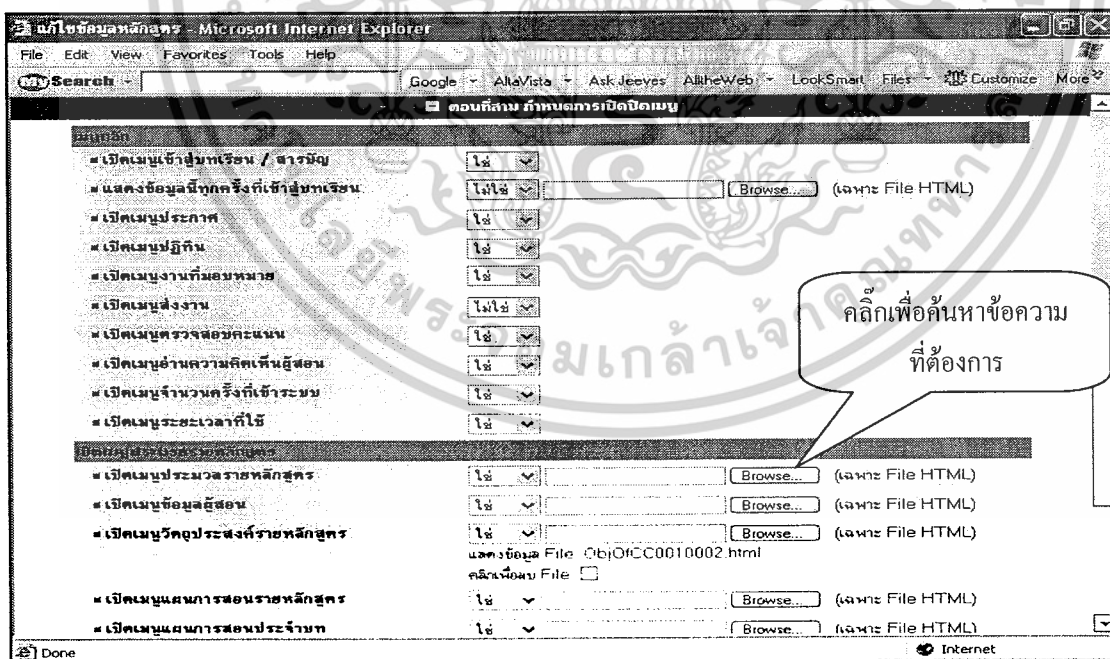 แก้ไขข้อมูลหลักสูตร - Microsoft Internet Explorer
File Edit View Favorites Tools Help
Search Google AltaVista Ask Jeeves AlltheWeb LookSmart Files Customize More
ตอนที่สาม กำหนดการเปิดปิดเมนู
เมนูหลัก
เปิดเมนูเข้าสู่บทเรียน / สารบัญ ใช่
แสดงข้อมูลนี้ทุกครั้งที่เข้าสู่บทเรียน ไม่ใช่ Browse... (เฉพาะ File HTML)
เปิดเมนูประกาศ ใช่
เปิดเมนูปฏิทิน ใช่
เปิดเมนูงานที่มอบหมาย ใช่
เปิดเมนูส่งงาน ไม่ใช่
เปิดเมนูตรวจสอบคะแนน ใช่
เปิดเมนูอ่านความคิดเห็นผู้สอน ใช่
เปิดเมนูจำนวนครั้งที่เข้าระบบ ใช่
เปิดเมนูระยะเวลาที่ใช้ ใช่
คลิ๊กเพื่อค้นหาข้อความ
ที่ต้องการ
เปิดเมนูประมวลรายหลักสูตร ใช่ Browse... (เฉพาะ File HTML)
เปิดเมนูข้อมูลผู้สอน ใช่ Browse... (เฉพาะ File HTML)
เปิดเมนูวัตถุประสงค์รายหลักสูตร ใช่ Browse... (เฉพาะ File HTML)
แสดงข้อมูล File ObjOfCC0010002.html
คลิกเพื่อลบ File
เปิดเมนูแผนการสอนรายหลักสูตร ใช่ Browse... (เฉพาะ File HTML)
เปิดเมนูแผนการสอนประจำบท ใช่ Browse... (เฉพาะ File HTML)
Done Internet